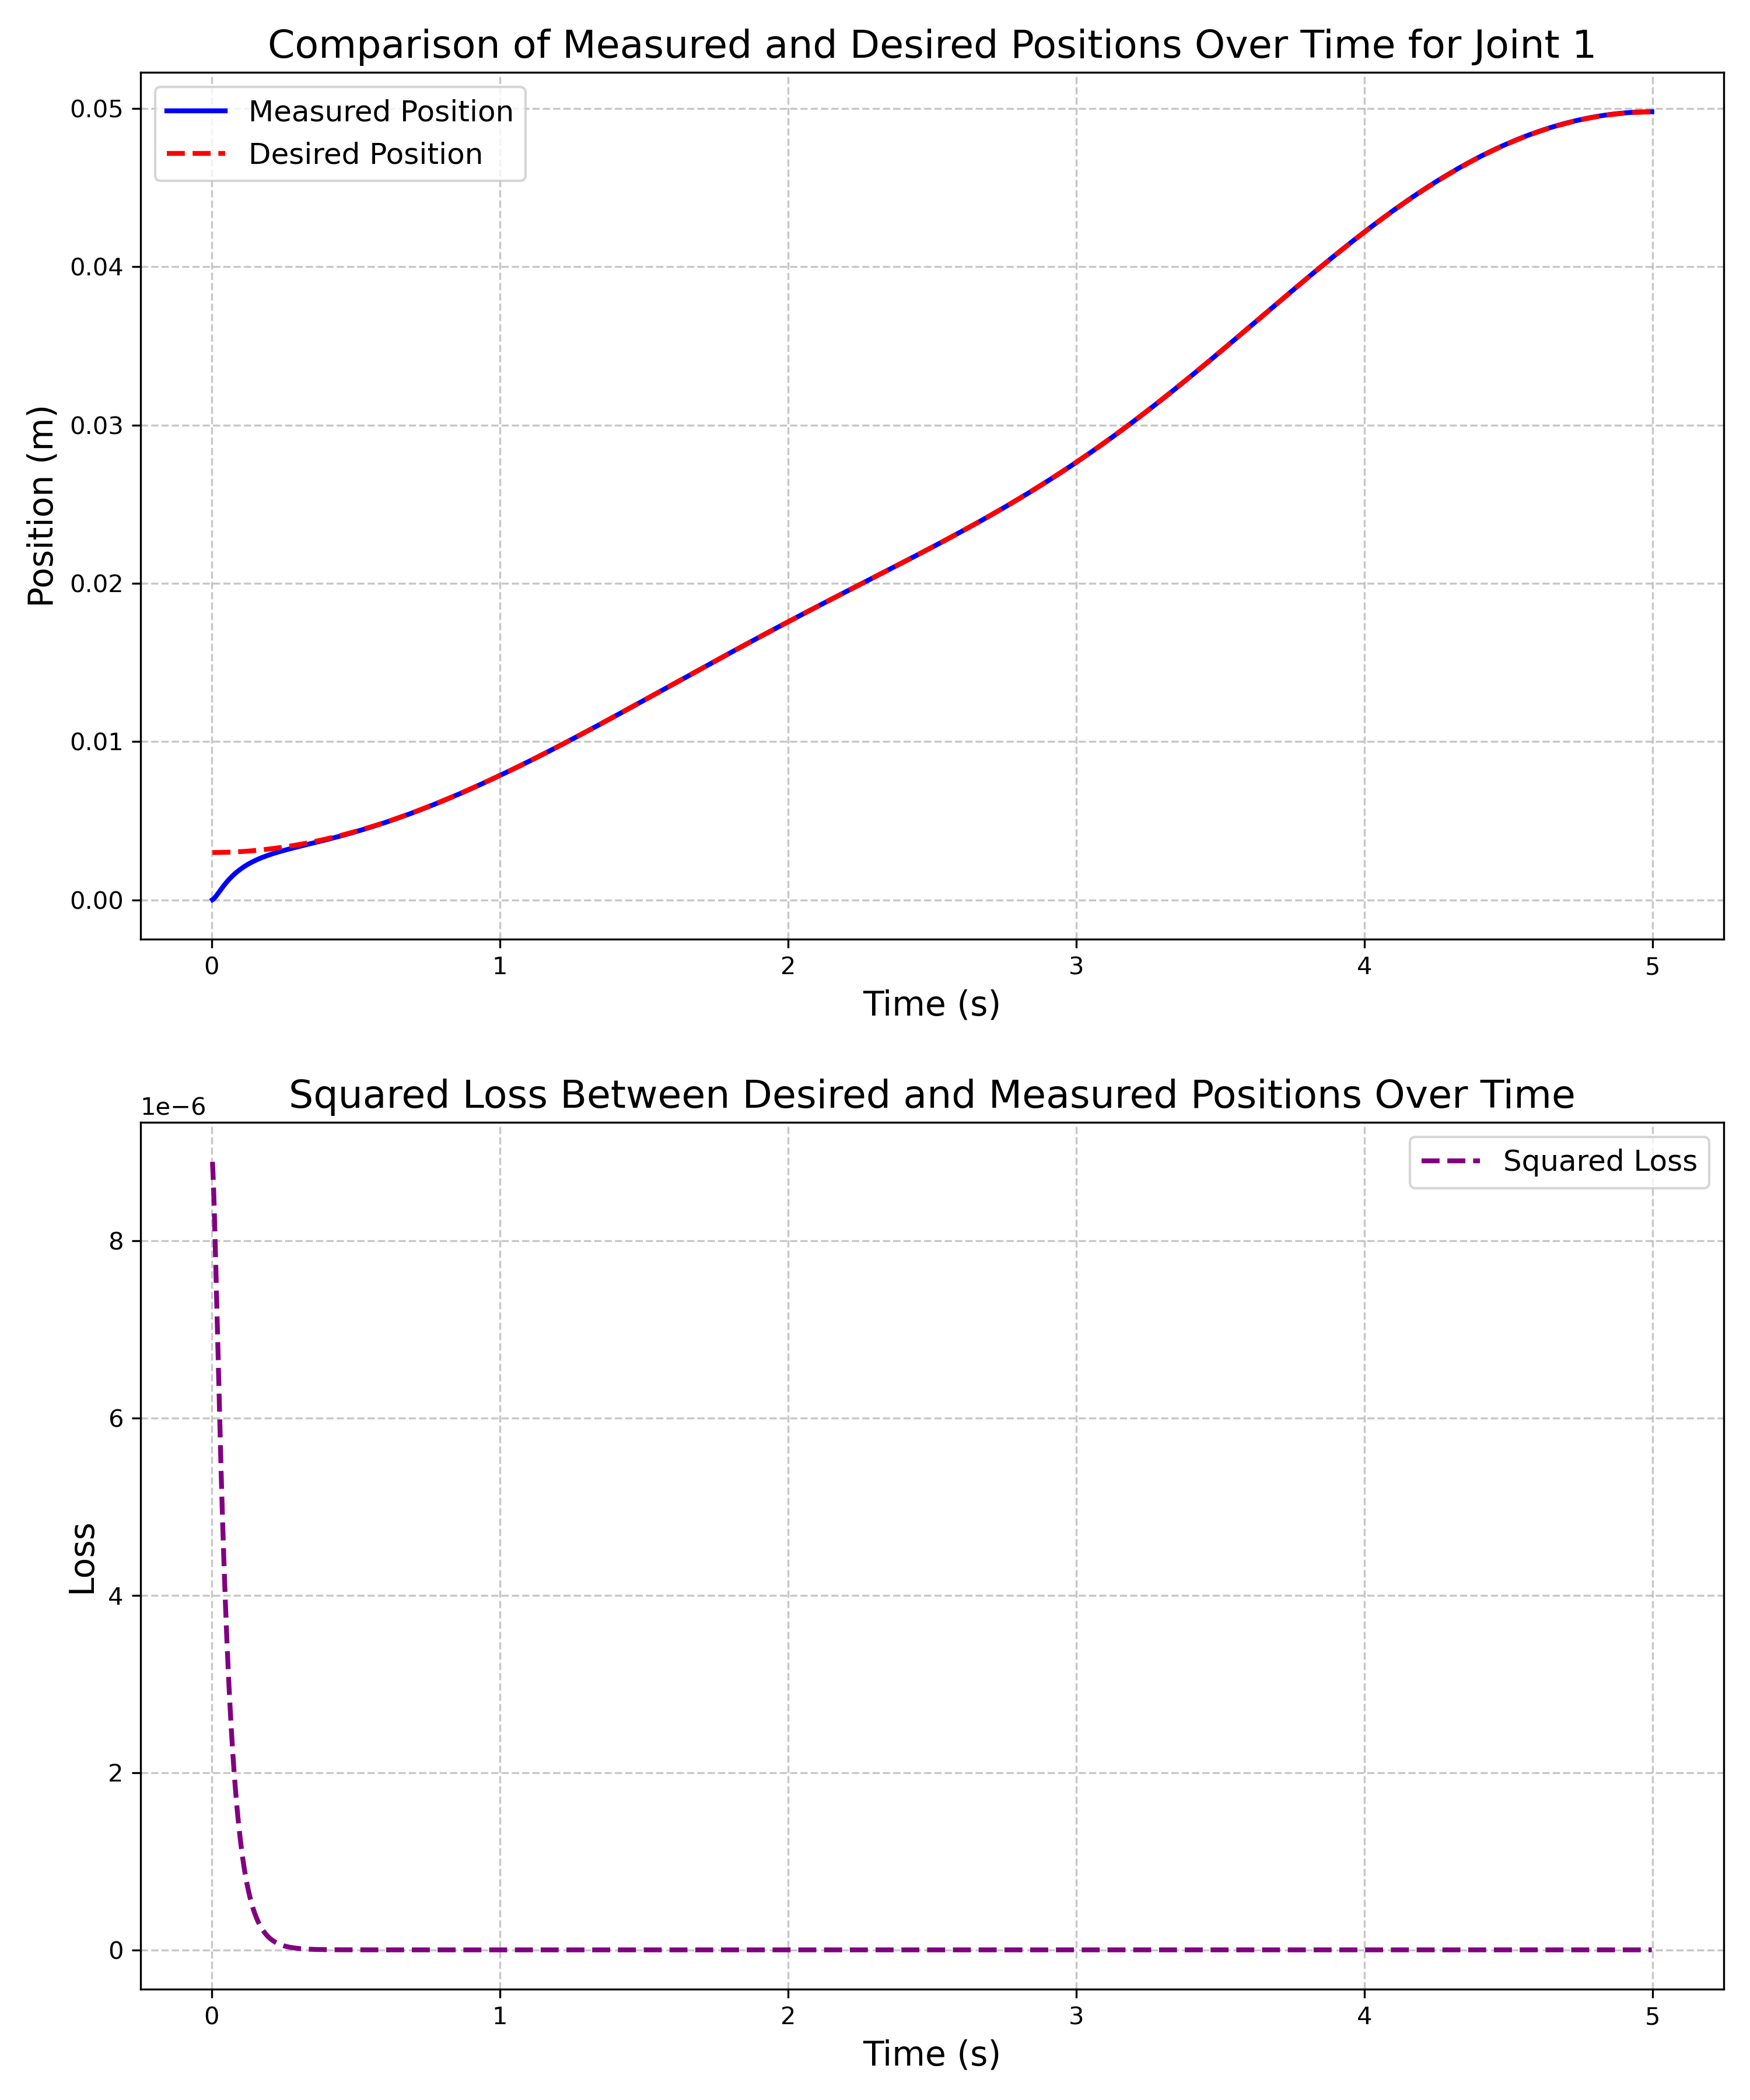 Comparison of Measured and Desired Positions Over Time for Joint 1
Measured Position
Desired Position
Position (m)
0.05
0.04
0.03
0.02
0.01
0.00
0 1 2 3 4 5
Time (s)
Squared Loss Between Desired and Measured Positions Over Time
1e−6
Squared Loss
Loss
8
6
4
2
0
0 1 2 3 4 5
Time (s)